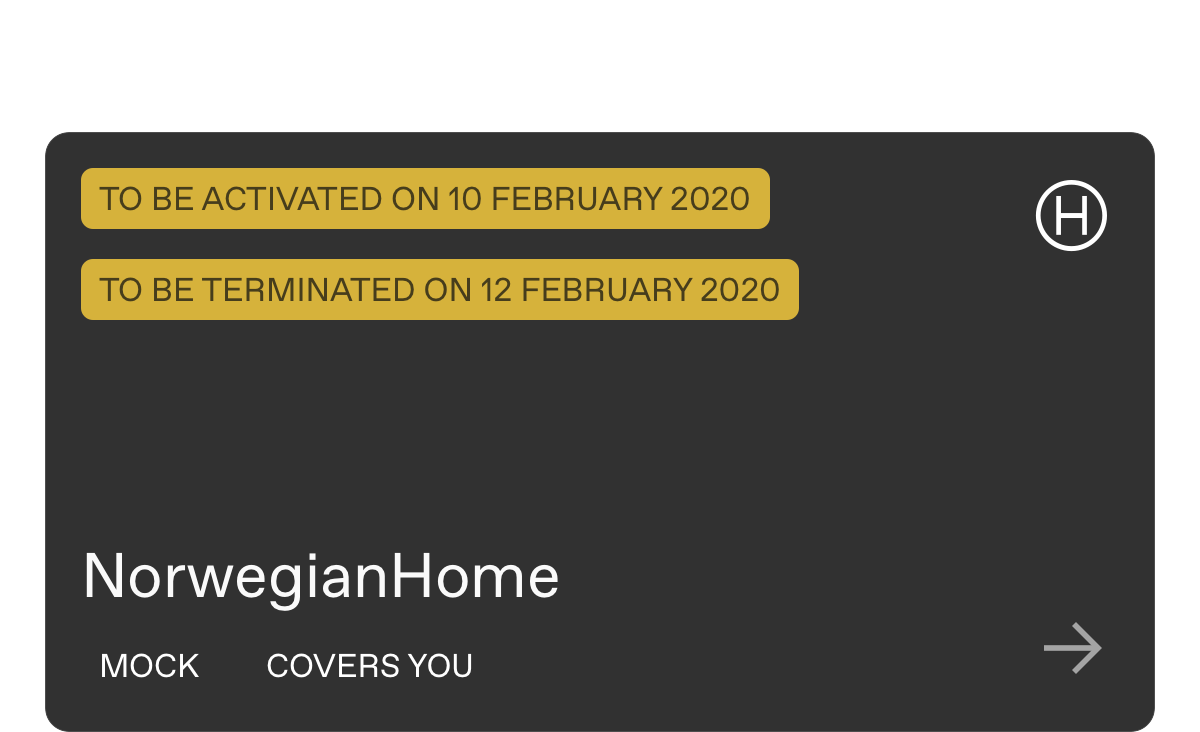 TO BE ACTIVATED ON 10 FEBRUARY 2020
H
TO BE TERMINATED ON 12 FEBRUARY 2020
NorwegianHome
MOCK COVERS YOU